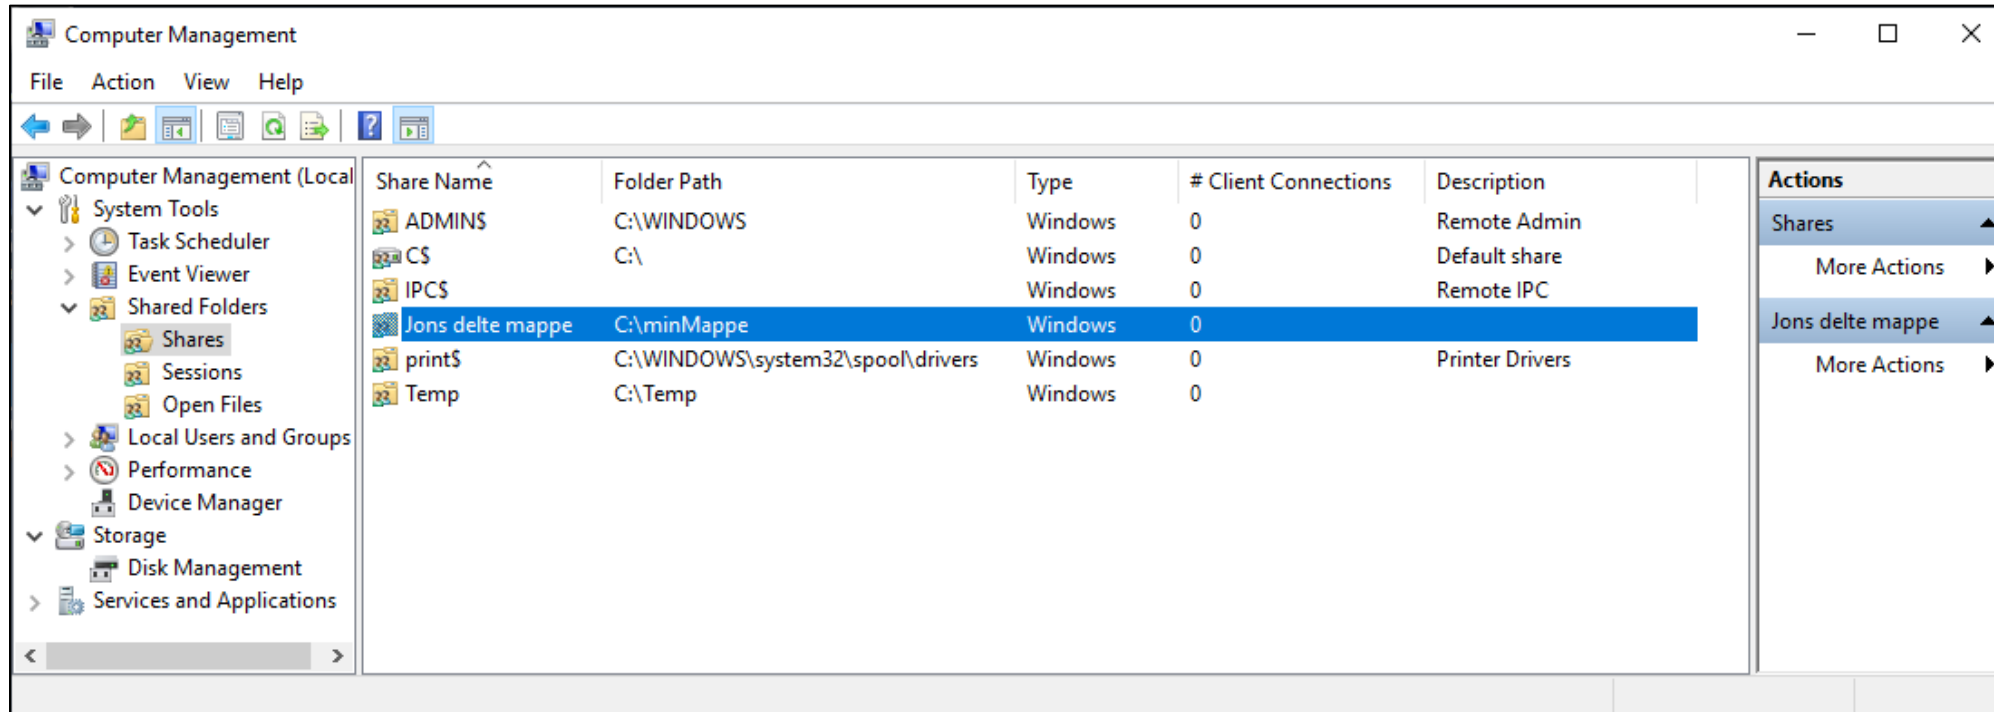 Computer Management
File Action View Help
Computer Management (Local
System Tools
Task Scheduler
Event Viewer
Shared Folders
Shares
Sessions
Open Files
Local Users and Groups
Performance
Device Manager
Storage
Disk Management
Services and Applications
Share Name Folder Path Type # Client Connections Description
ADMIN$ C:\WINDOWS Windows 0 Remote Admin
C$ C:\ Windows 0 Default share
IPC$ Windows 0 Remote IPC
Jons delte mappe C:\minMappe Windows 0
print$ C:\WINDOWS\system32\spool\drivers Windows 0 Printer Drivers
Temp C:\Temp Windows 0
Actions
Shares
More Actions
Jons delte mappe
More Actions